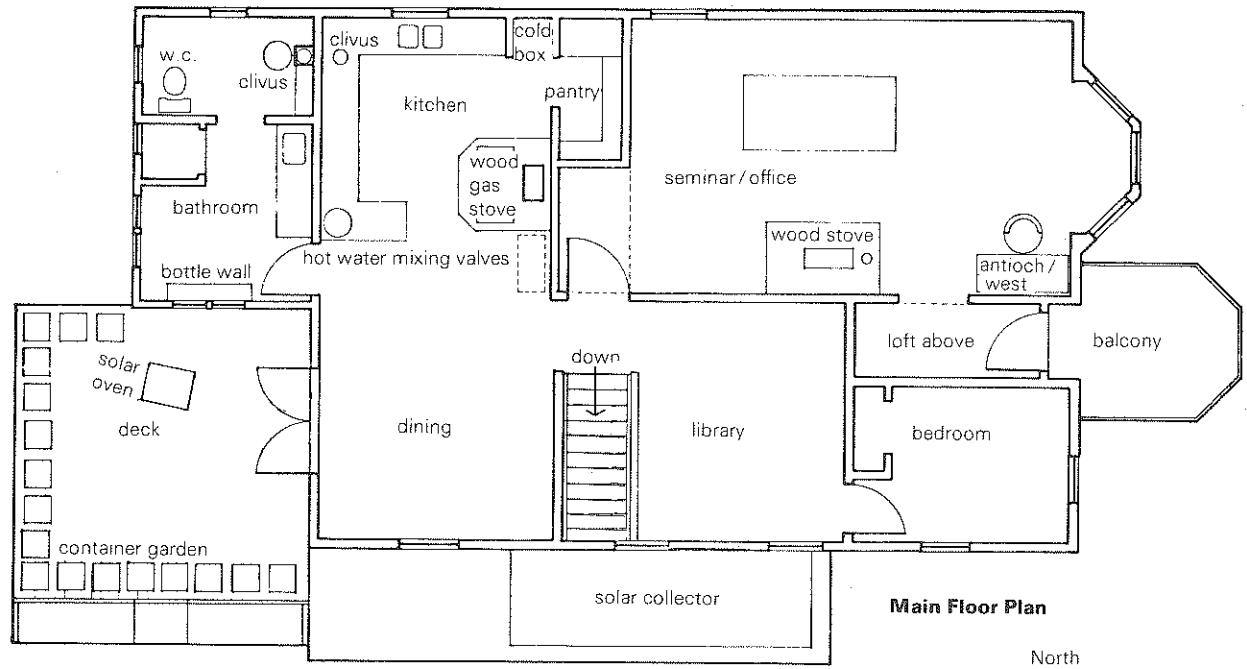 w.c.
clivus
clivus
cold
box
kitchen
pantry
wood
gas
stove
seminar / office
bathroom
wood stove
hot water mixing valves
bottle wall
antioch /
west
solar
oven
deck
down
loft above
balcony
dining
library
bedroom
container garden
solar collector
Main Floor Plan
North